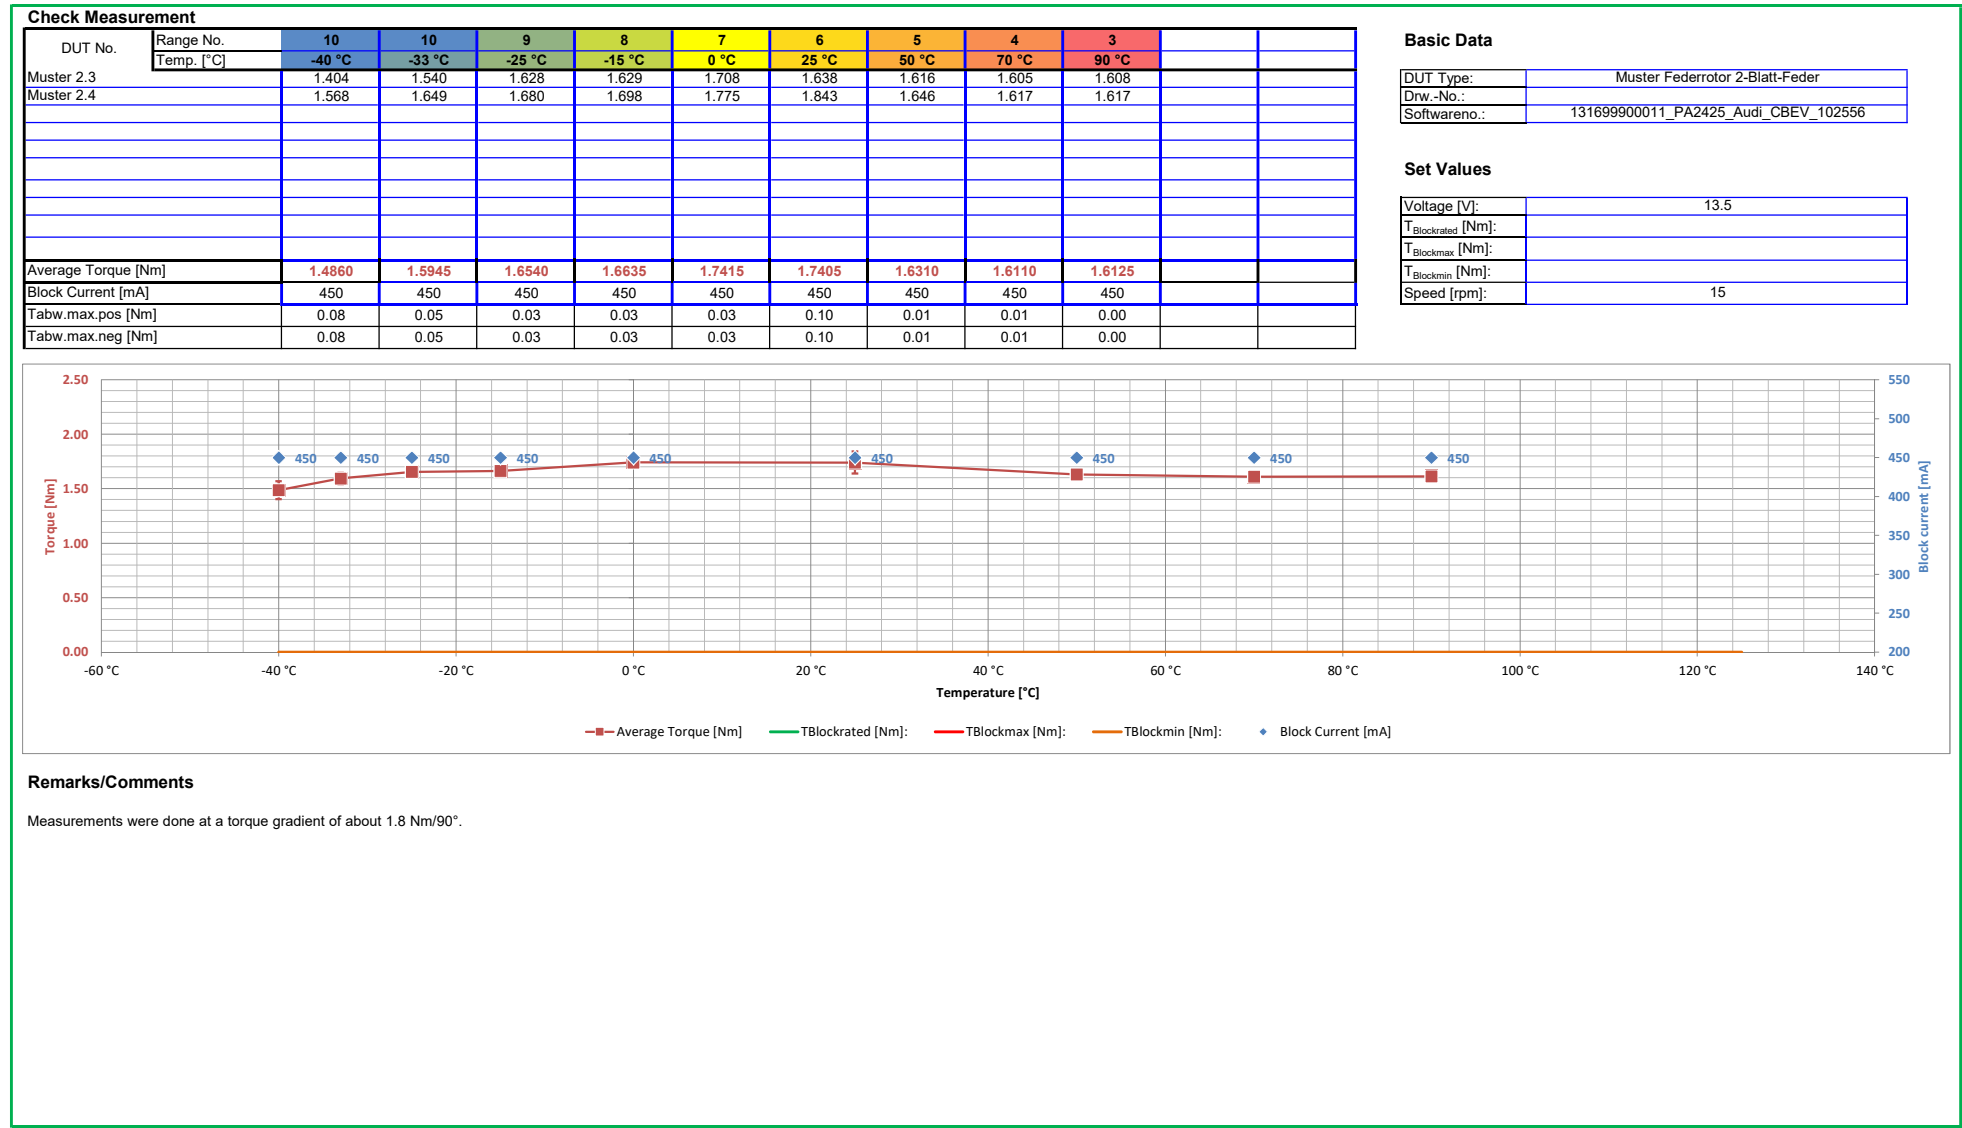 Check Measurement
DUT No. Range No. 10 10 9 8 7 6 5 4 3
Temp. [°C] -40 °C -33 °C -25 °C -15 °C 0 °C 25 °C 50 °C 70 °C 90 °C
Muster 2.3 1.404 1.540 1.628 1.629 1.708 1.638 1.616 1.605 1.608
Muster 2.4 1.568 1.649 1.680 1.698 1.775 1.843 1.646 1.617 1.617
Average Torque [Nm] 1.4860 1.5945 1.6540 1.6635 1.7415 1.7405 1.6310 1.6110 1.6125
Block Current [mA] 450 450 450 450 450 450 450 450 450
Tabw.max.pos [Nm] 0.08 0.05 0.03 0.03 0.03 0.10 0.01 0.01 0.00
Tabw.max.neg [Nm] 0.08 0.05 0.03 0.03 0.03 0.10 0.01 0.01 0.00
Basic Data
DUT Type: Muster Federrotor 2-Blatt-Feder
Drw.-No.:
Softwareno.: 131699900011_PA2425_Audi_CBEV_102556
Set Values
Voltage [V]: 13.5
TBlockrated [Nm]:
TBlockmax [Nm]:
TBlockmin [Nm]:
Speed [rpm]: 15
2.50
2.00
1.50
1.00
0.50
0.00
Torque [Nm]
450 450 450 450 450 450 450 450 450
550
500
450
400
350
300
250
200
Block current [mA]
-60 °C -40 °C -20 °C 0 °C 20 °C 40 °C 60 °C 80 °C 100 °C 120 °C 140 °C
Temperature [°C]
Average Torque [Nm] TBlockrated [Nm]: TBlockmax [Nm]: TBlockmin [Nm]: Block Current [mA]
Remarks/Comments
Measurements were done at a torque gradient of about 1.8 Nm/90°.